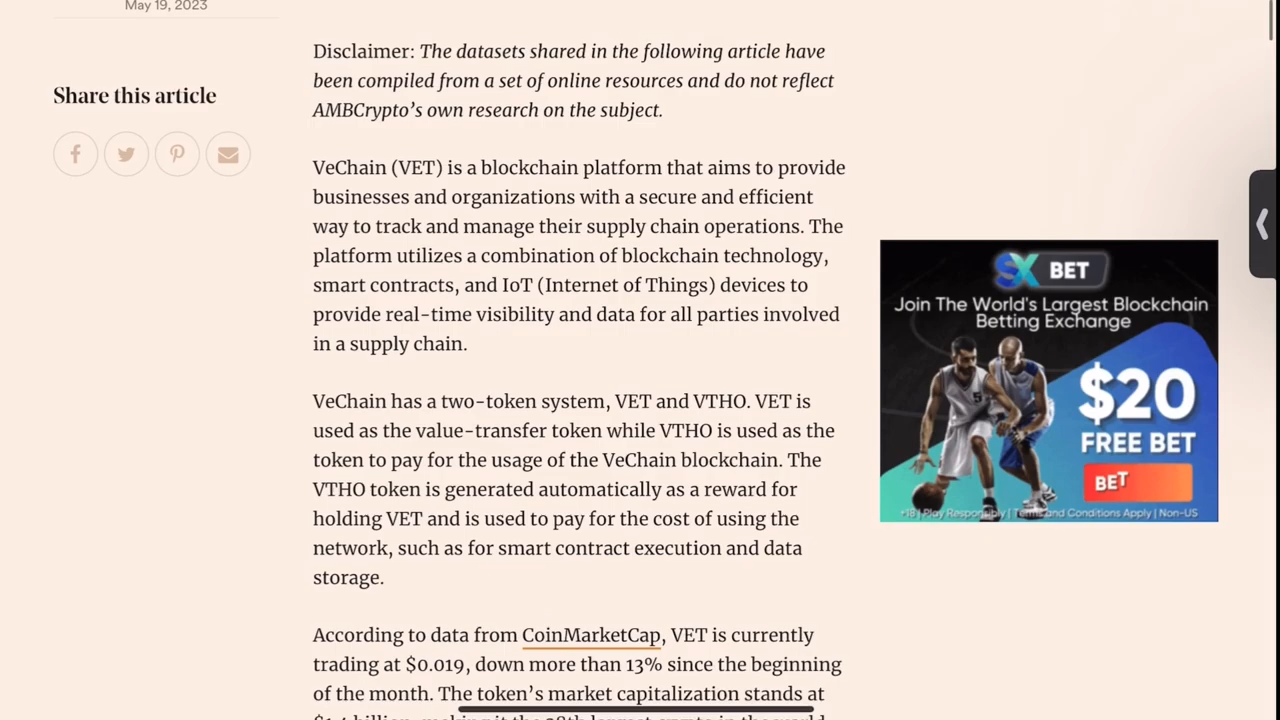 May 19, 2023
Share this article
Disclaimer: The datasets shared in the following article have
been compiled from a set of online resources and do not reflect
AMBCrypto’s own research on the subject.
VeChain (VET) is a blockchain platform that aims to provide
businesses and organizations with a secure and efficient
way to track and manage their supply chain operations. The
platform utilizes a combination of blockchain technology,
smart contracts, and IoT (Internet of Things) devices to
provide real-time visibility and data for all parties involved
in a supply chain.
VeChain has a two-token system, VET and VTHO. VET is
used as the value-transfer token while VTHO is used as the
token to pay for the usage of the VeChain blockchain. The
VTHO token is generated automatically as a reward for
holding VET and is used to pay for the cost of using the
network, such as for smart contract execution and data
storage.
According to data from CoinMarketCap, VET is currently
trading at $0.019, down more than 13% since the beginning
of the month. The token’s market capitalization stands at
SX BET
Join The World's Largest Blockchain
Betting Exchange
5
$20
FREE BET
BET
+18 | Play Responsibly | Terms and Conditions Apply | Non-US